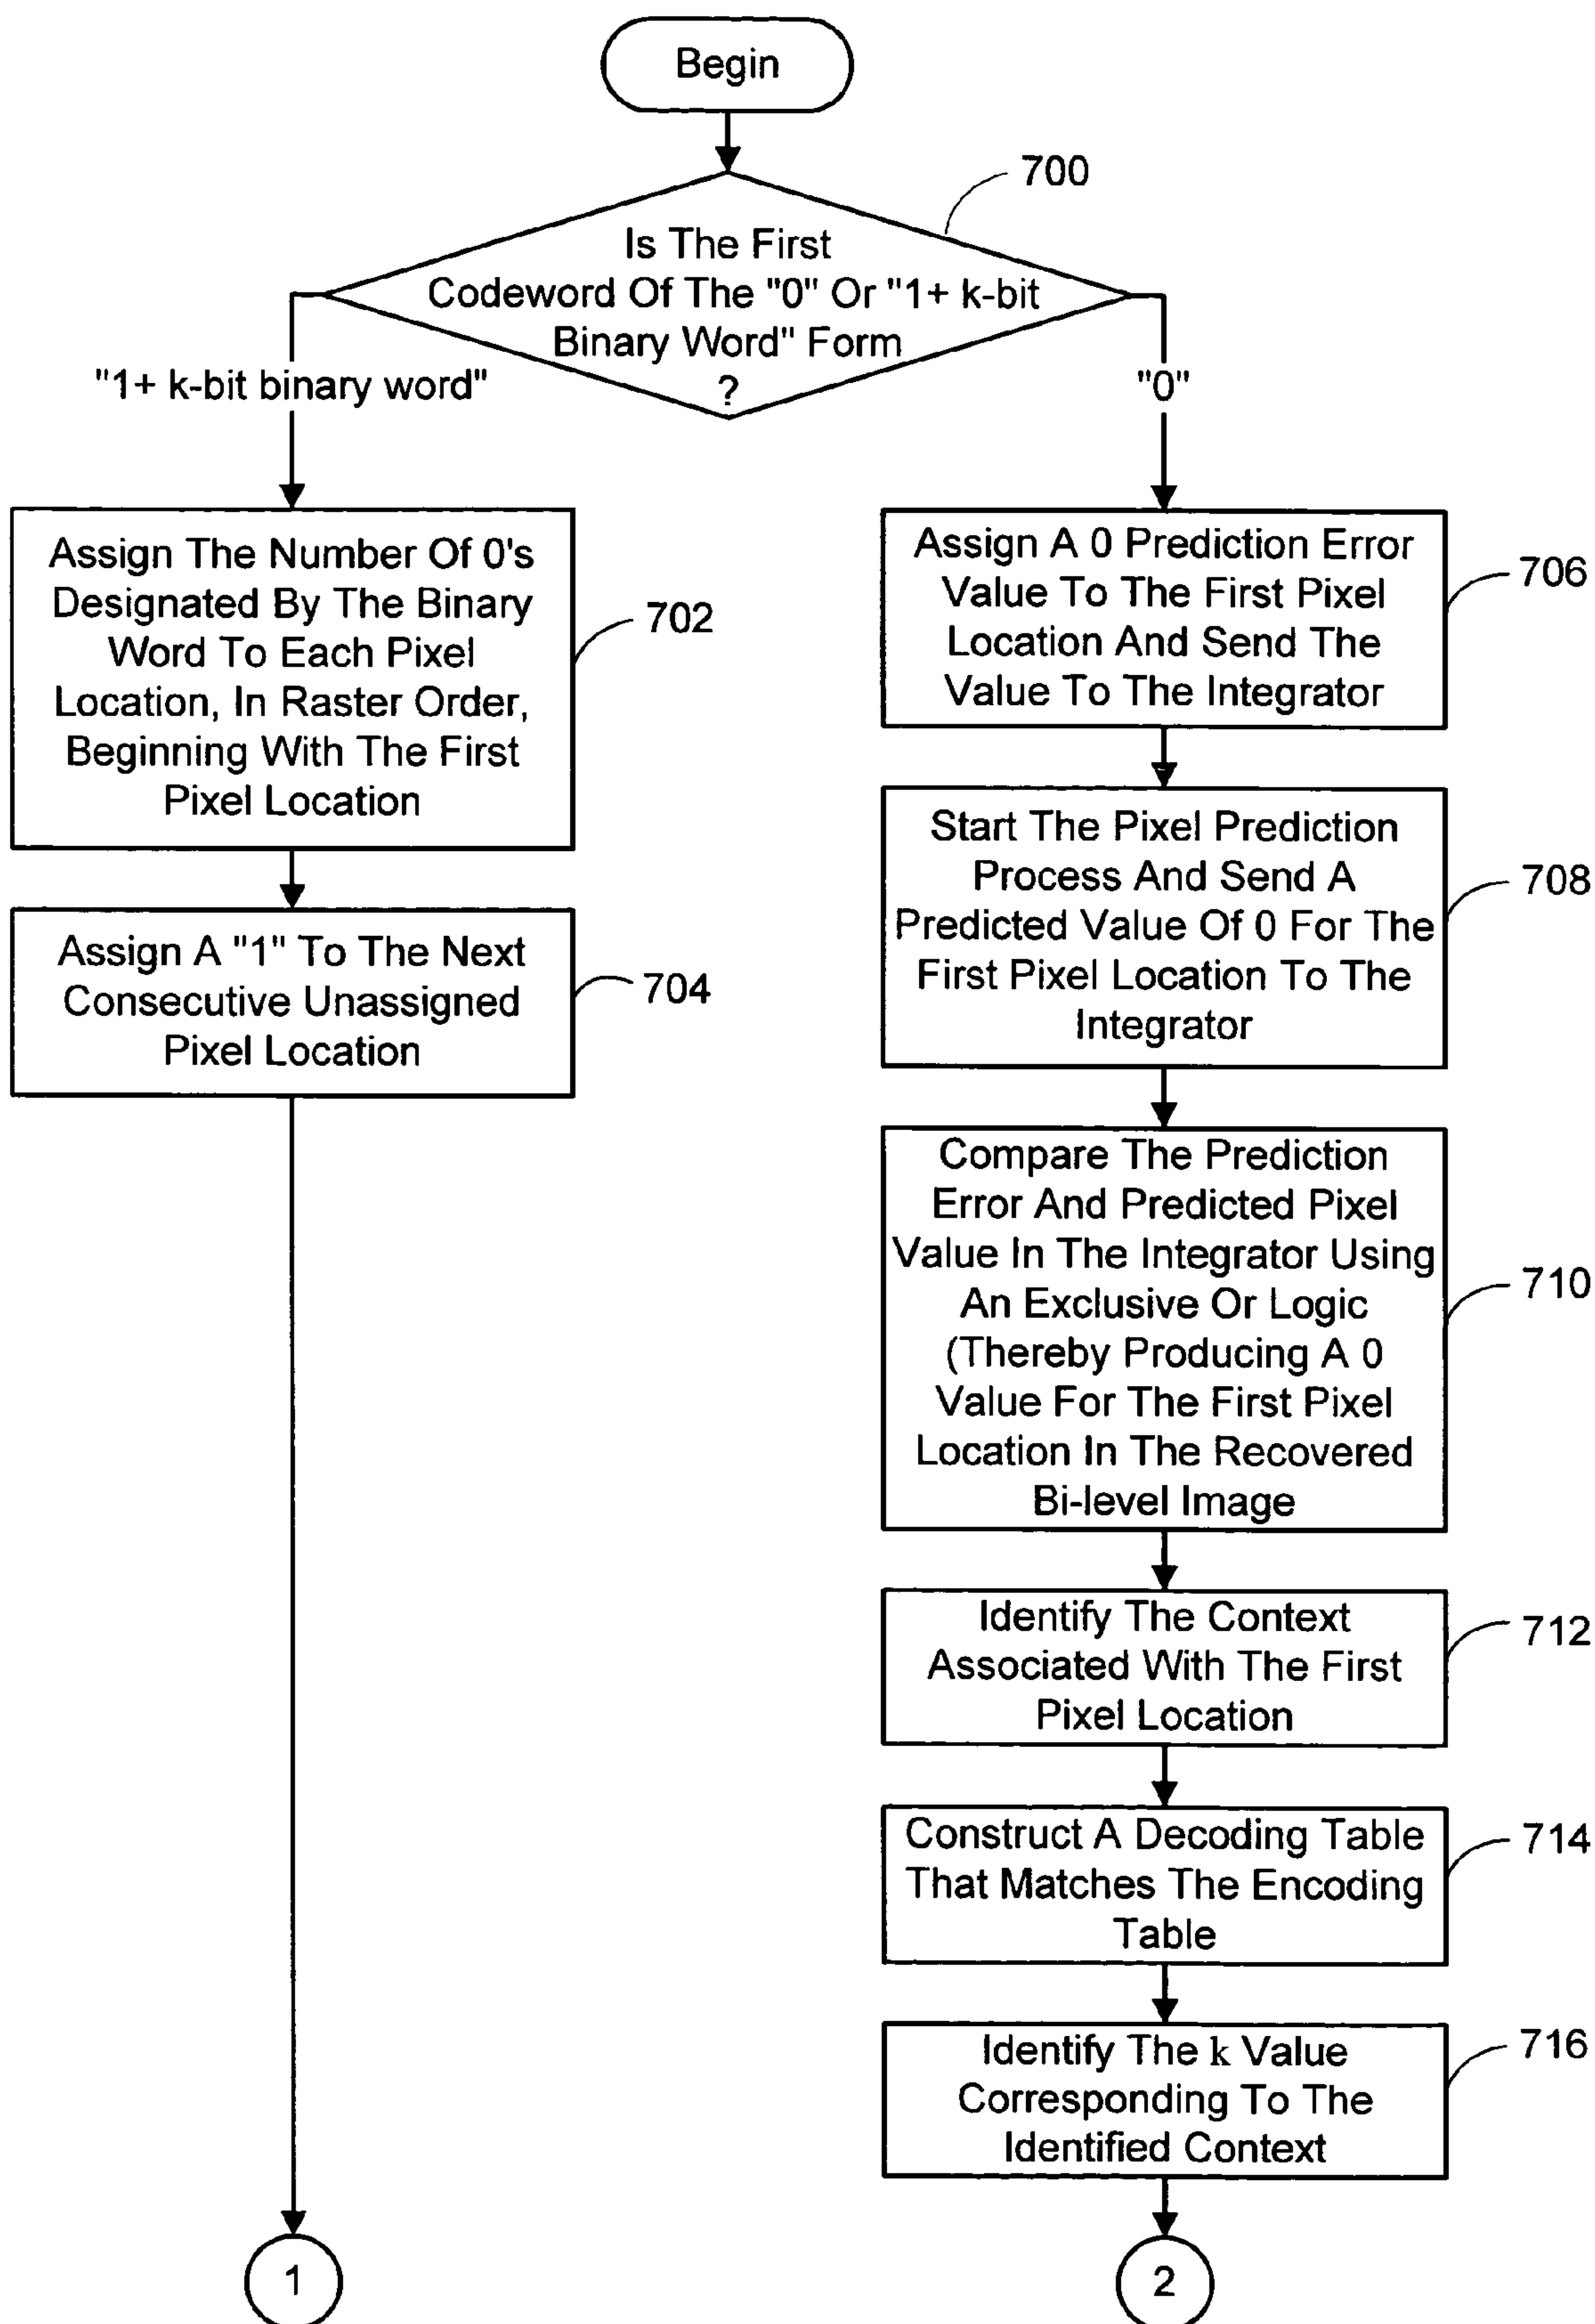 Begin
700
Is The First
Codeword Of The "0" Or "1+ k-bit
Binary Word" Form
?
"1+ k-bit binary word"
"0"
Assign The Number Of 0's
Designated By The Binary
Word To Each Pixel
Location, In Raster Order,
Beginning With The First
Pixel Location
702
Assign A "1" To The Next
Consecutive Unassigned
Pixel Location
704
1
Assign A 0 Prediction Error
Value To The First Pixel
Location And Send The
Value To The Integrator
706
Start The Pixel Prediction
Process And Send A
Predicted Value Of 0 For The
First Pixel Location To The
Integrator
708
Compare The Prediction
Error And Predicted Pixel
Value In The Integrator Using
An Exclusive Or Logic
(Thereby Producing A 0
Value For The First Pixel
Location In The Recovered
Bi-level Image
710
Identify The Context
Associated With The First
Pixel Location
712
Construct A Decoding Table
That Matches The Encoding
Table
714
Identify The k Value
Corresponding To The
Identified Context
716
2